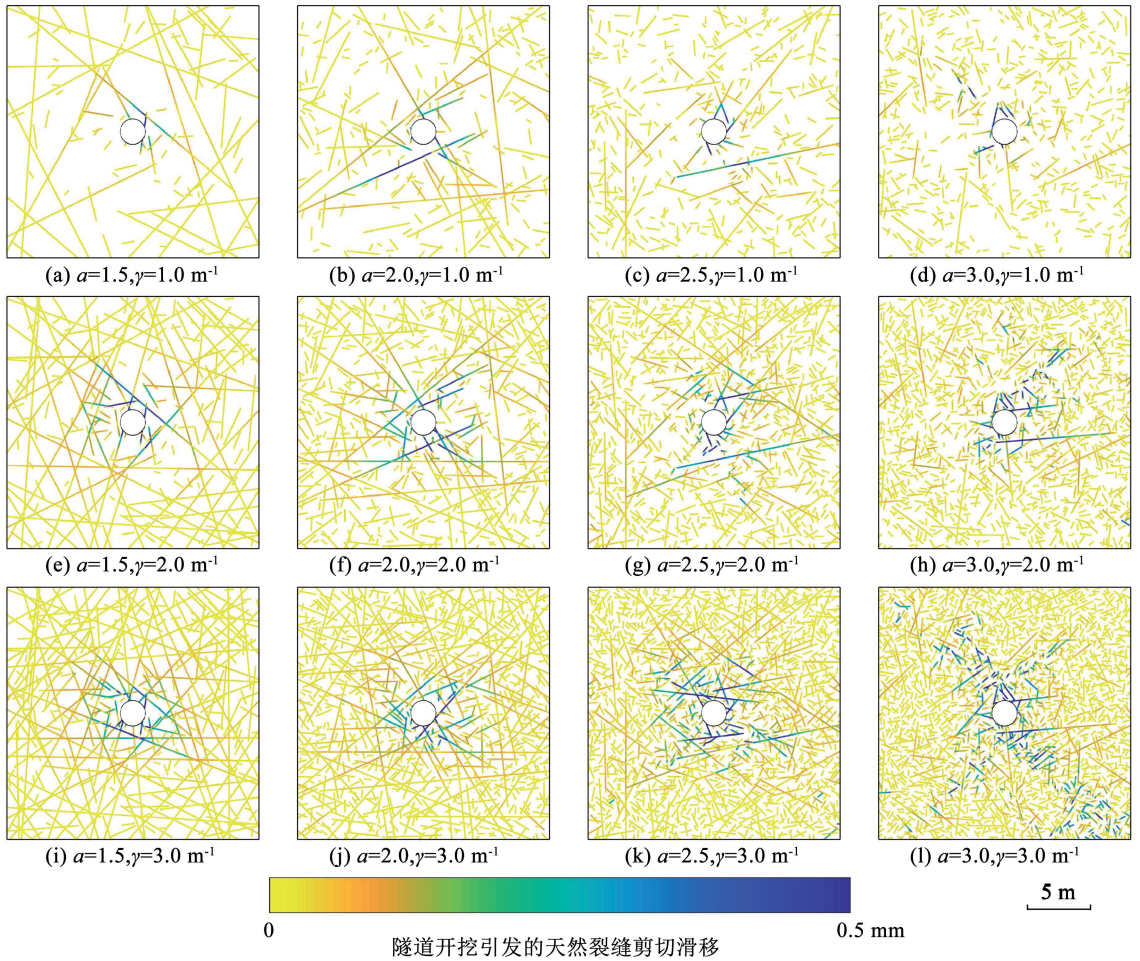 (a) a=1.5,γ=1.0 m⁻¹
(b) a=2.0,γ=1.0 m⁻¹
(c) a=2.5,γ=1.0 m⁻¹
(d) a=3.0,γ=1.0 m⁻¹
(e) a=1.5,γ=2.0 m⁻¹
(f) a=2.0,γ=2.0 m⁻¹
(g) a=2.5,γ=2.0 m⁻¹
(h) a=3.0,γ=2.0 m⁻¹
(i) a=1.5,γ=3.0 m⁻¹
(j) a=2.0,γ=3.0 m⁻¹
(k) a=2.5,γ=3.0 m⁻¹
(l) a=3.0,γ=3.0 m⁻¹
5 m
0
0.5 mm
隧道开挖引发的天然裂缝剪切滑移